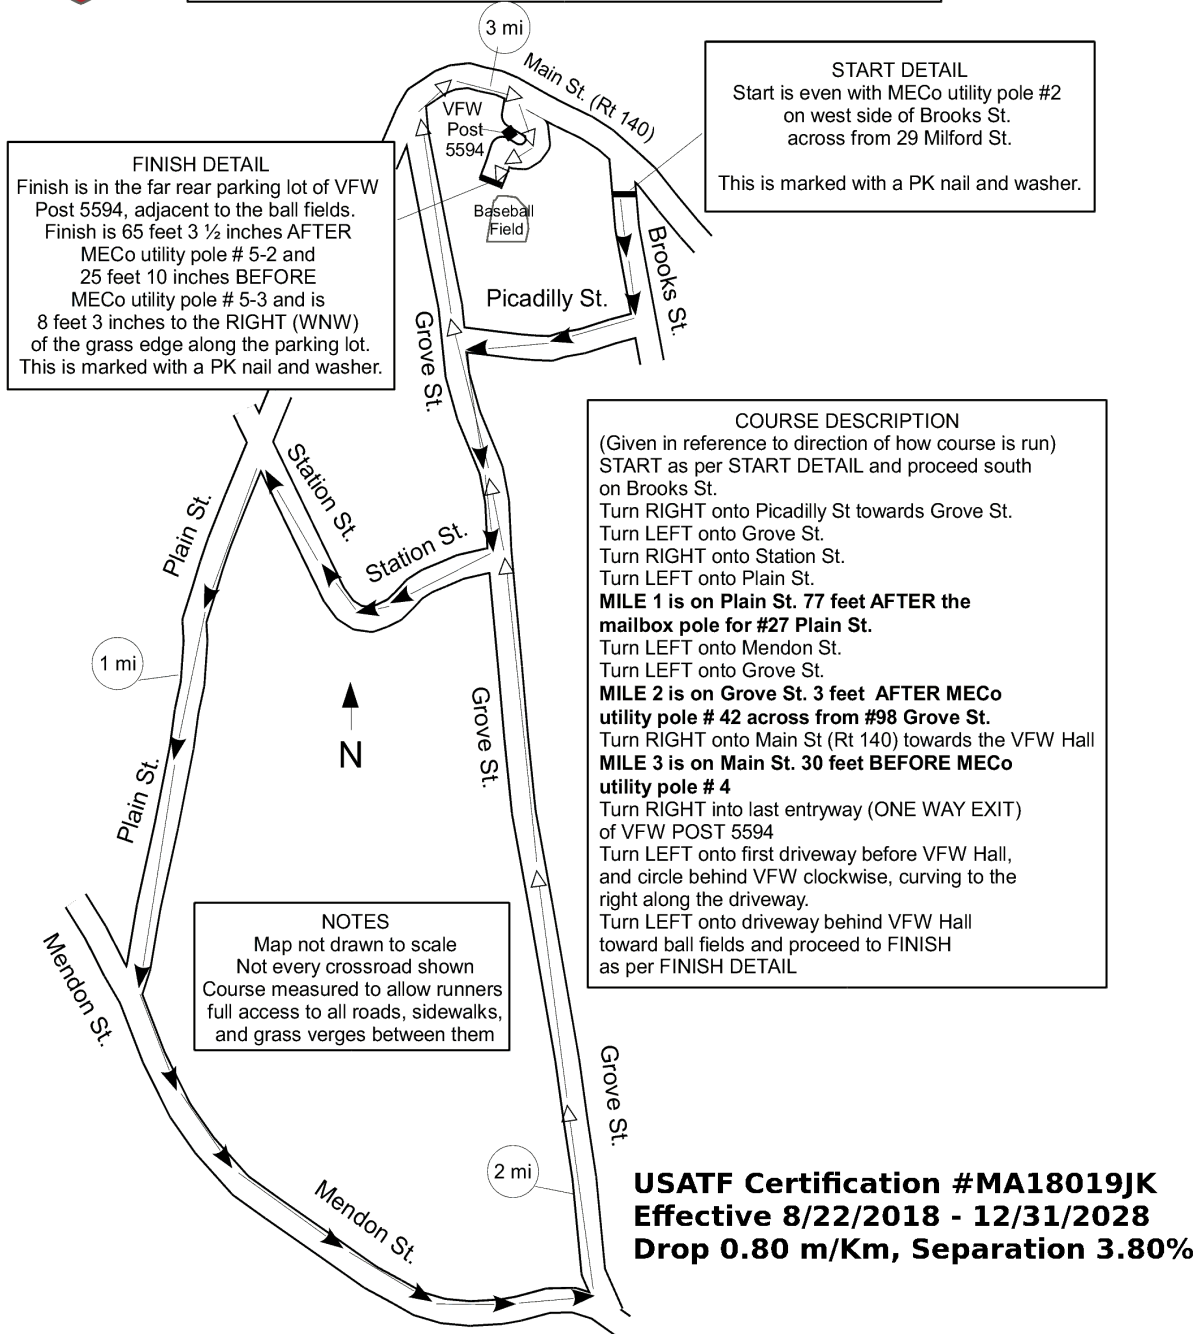 3 mi
Main St. (Rt 140)
VFW
Post
5594
START DETAIL
Start is even with MECo utility pole #2
on west side of Brooks St.
across from 29 Milford St.
This is marked with a PK nail and washer.
FINISH DETAIL
Finish is in the far rear parking lot of VFW
Post 5594, adjacent to the ball fields.
Finish is 65 feet 3 ½ inches AFTER
MECo utility pole # 5-2 and
25 feet 10 inches BEFORE
MECo utility pole # 5-3 and is
8 feet 3 inches to the RIGHT (WNW)
of the grass edge along the parking lot.
This is marked with a PK nail and washer.
Baseball
Field
Brooks St.
Picadilly St.
Grove St.
Station St.
Station St.
Plain St.
COURSE DESCRIPTION
(Given in reference to direction of how course is run)
START as per START DETAIL and proceed south
on Brooks St.
Turn RIGHT onto Picadilly St towards Grove St.
Turn LEFT onto Grove St.
Turn RIGHT onto Station St.
Turn LEFT onto Plain St.
MILE 1 is on Plain St. 77 feet AFTER the
mailbox pole for #27 Plain St.
Turn LEFT onto Mendon St.
Turn LEFT onto Grove St.
MILE 2 is on Grove St. 3 feet  AFTER MECo
utility pole # 42 across from #98 Grove St.
Turn RIGHT onto Main St (Rt 140) towards the VFW Hall
MILE 3 is on Main St. 30 feet BEFORE MECo
utility pole # 4
Turn RIGHT into last entryway (ONE WAY EXIT)
of VFW POST 5594
Turn LEFT onto first driveway before VFW Hall,
and circle behind VFW clockwise, curving to the
right along the driveway.
Turn LEFT onto driveway behind VFW Hall
toward ball fields and proceed to FINISH
as per FINISH DETAIL
1 mi
N
Grove St.
Plain St.
NOTES
Map not drawn to scale
Not every crossroad shown
Course measured to allow runners
full access to all roads, sidewalks,
and grass verges between them
Mendon St.
Grove St.
2 mi
Mendon St.
USATF Certification #MA18019JK
Effective 8/22/2018 - 12/31/2028
Drop 0.80 m/Km, Separation 3.80%